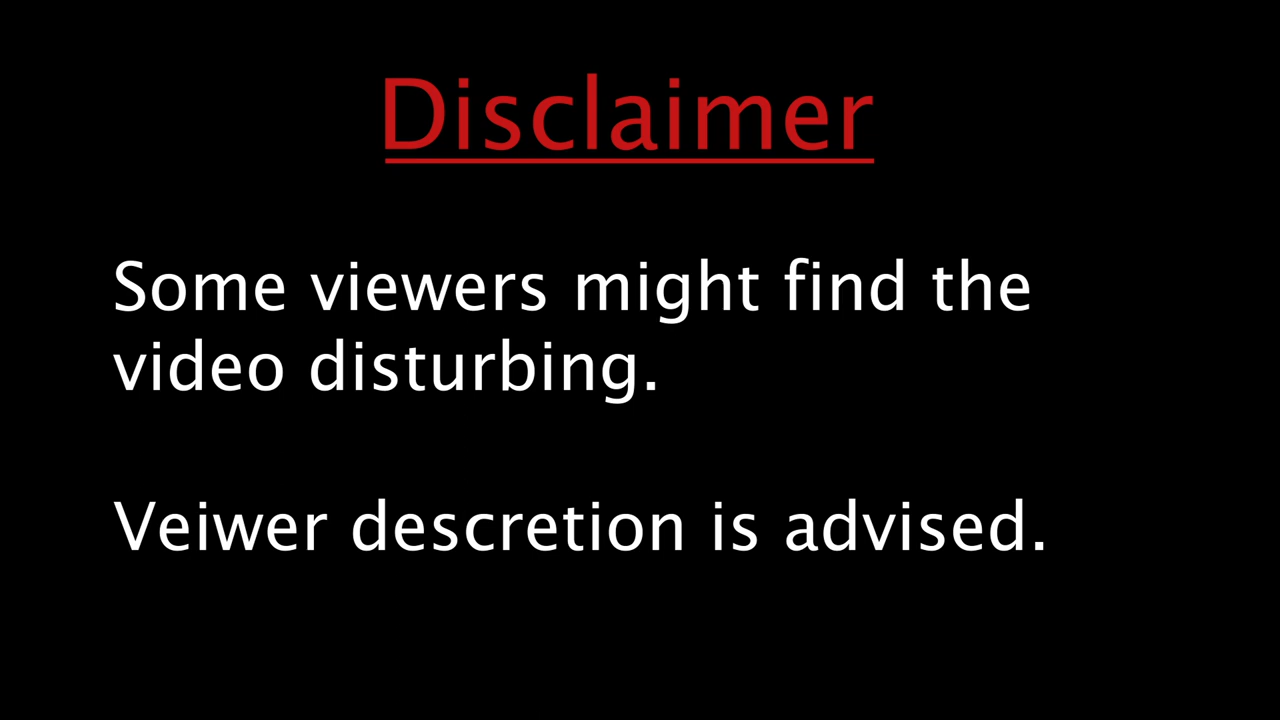 Disclaimer
Some viewers might find the
video disturbing.
Veiwer descretion is advised.